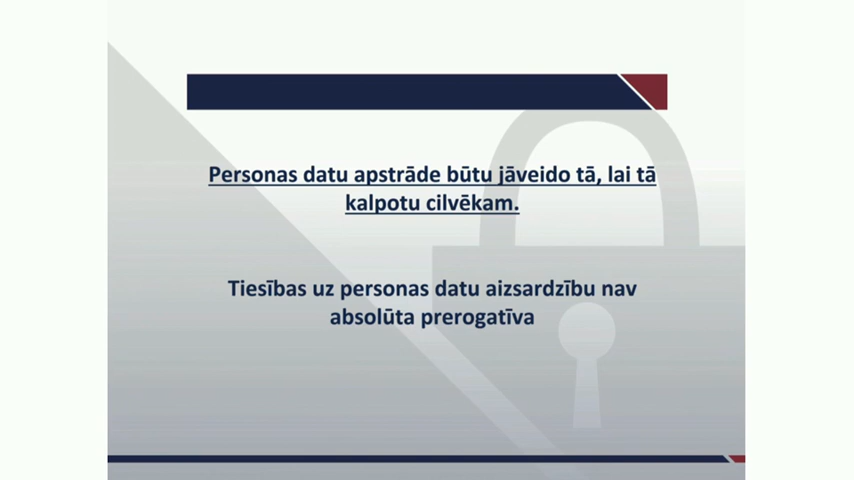 Personas datu apstrāde būtu jāveido tā, lai tā
kalpotu cilvēkam.
Tiesības uz personas datu aizsardzību nav
absolūta prerogatīva